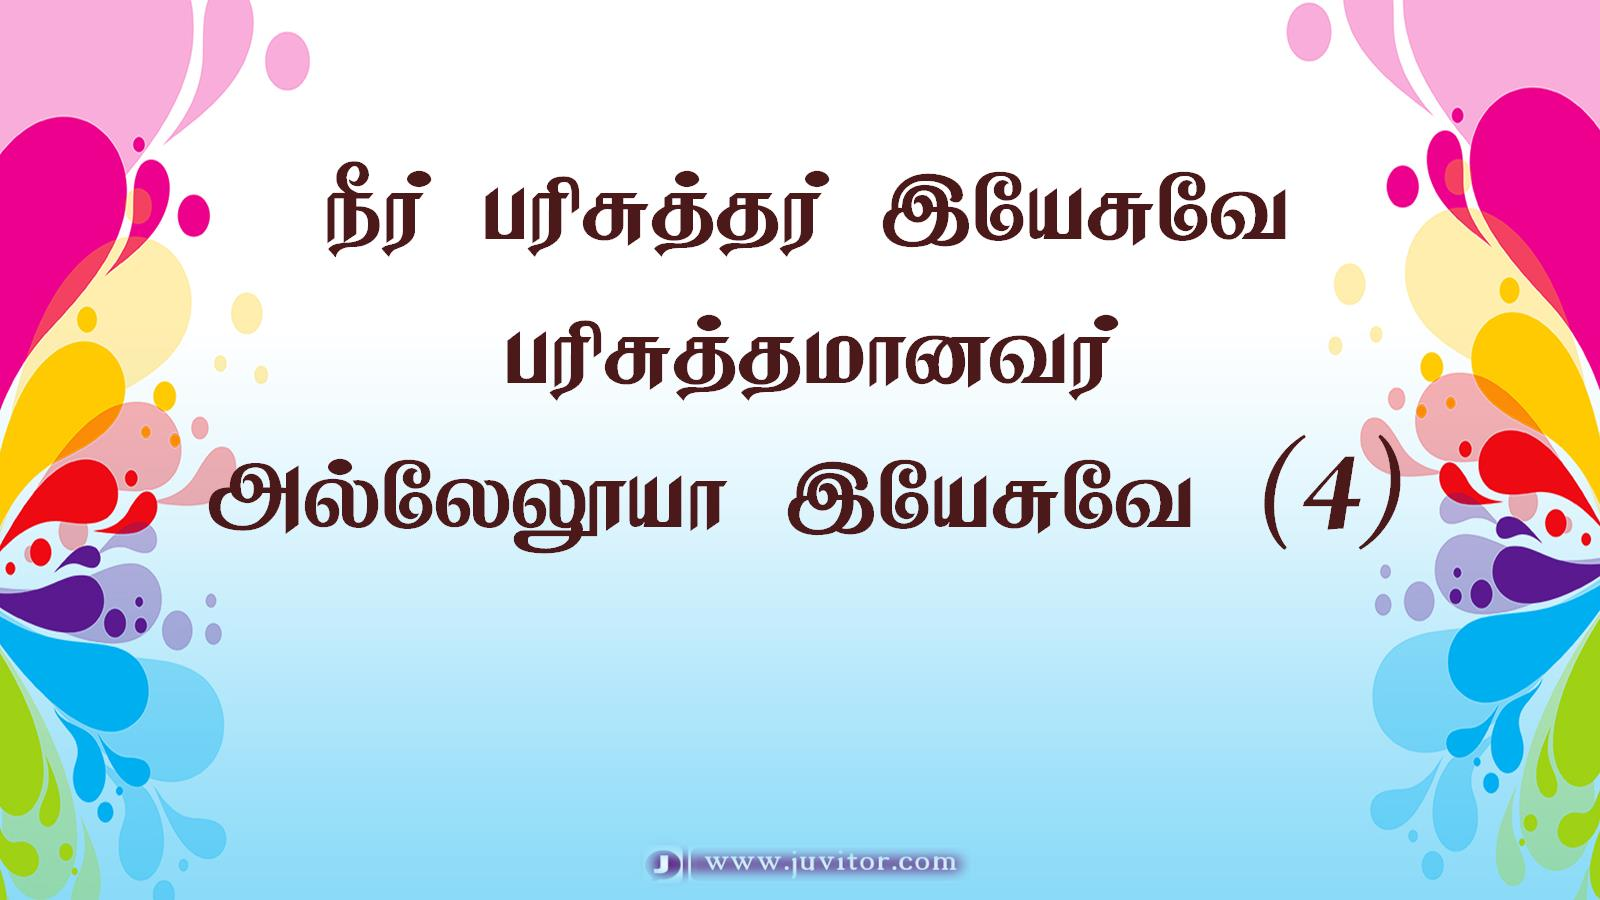 நீர் பரிசுத்தர் இயேசுவே
பரிசுத்தமானவர்
அல்லேலூயா இயேசுவே (4)
J www.juvitor.com